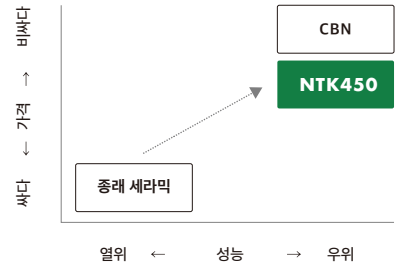 비싸다
CBN
NTK450
← 가격 →
종래 세라믹
싸다
열위 ← 성능 → 우위